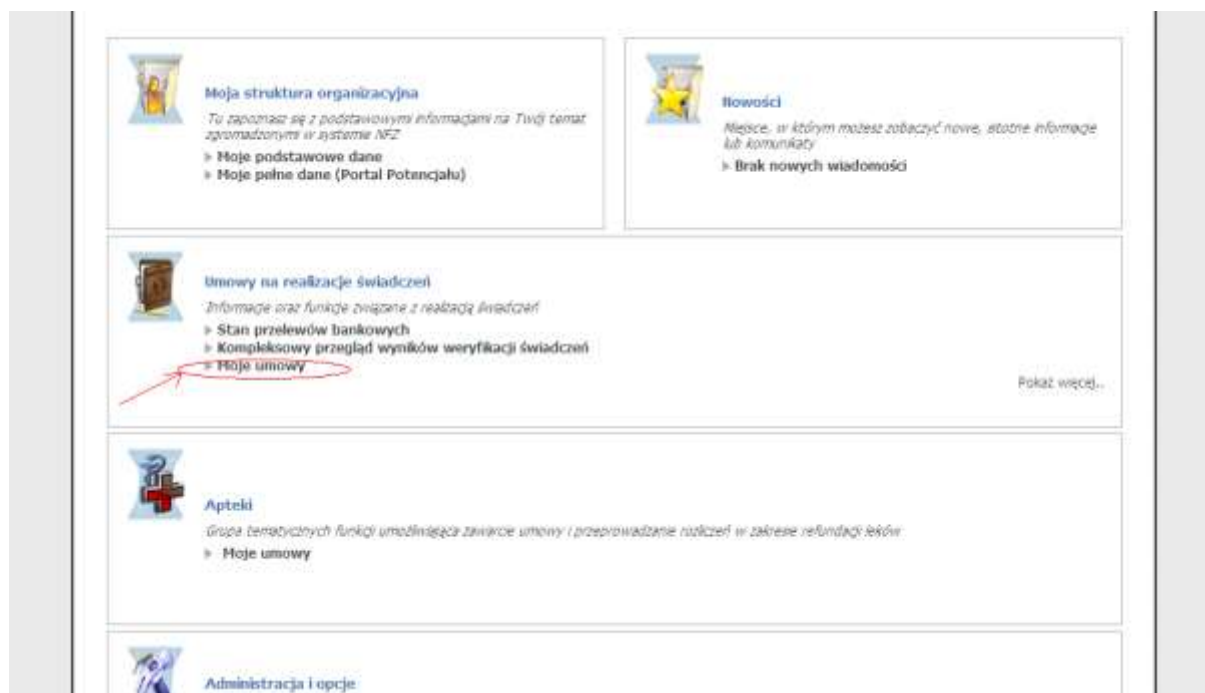 Moja struktura organizacyjna
Tu zapoznasz się z podstawowymi informacjami na Twój temat
zgromadzonymi w systemie NFZ
Moje podstawowe dane
Moje pełne dane (Portal Potencjału)
Nowości
Miejsce, w którym możesz zobaczyć nowe, istotne informacje
lub komunikaty
Brak nowych wiadomości
Umowy na realizacje świadczeń
Informacje oraz funkcje związane z realizacją świadczeń
Stan przelewów bankowych
Kompleksowy przegląd wyników weryfikacji świadczeń
Moje umowy
Pokaż więcej..
Apteki
Grupa tematycznych funkcji umożliwiająca zawarcie umowy i przeprowadzanie rozliczeń w zakresie refundacji leków
Moje umowy
Administracja i opcje